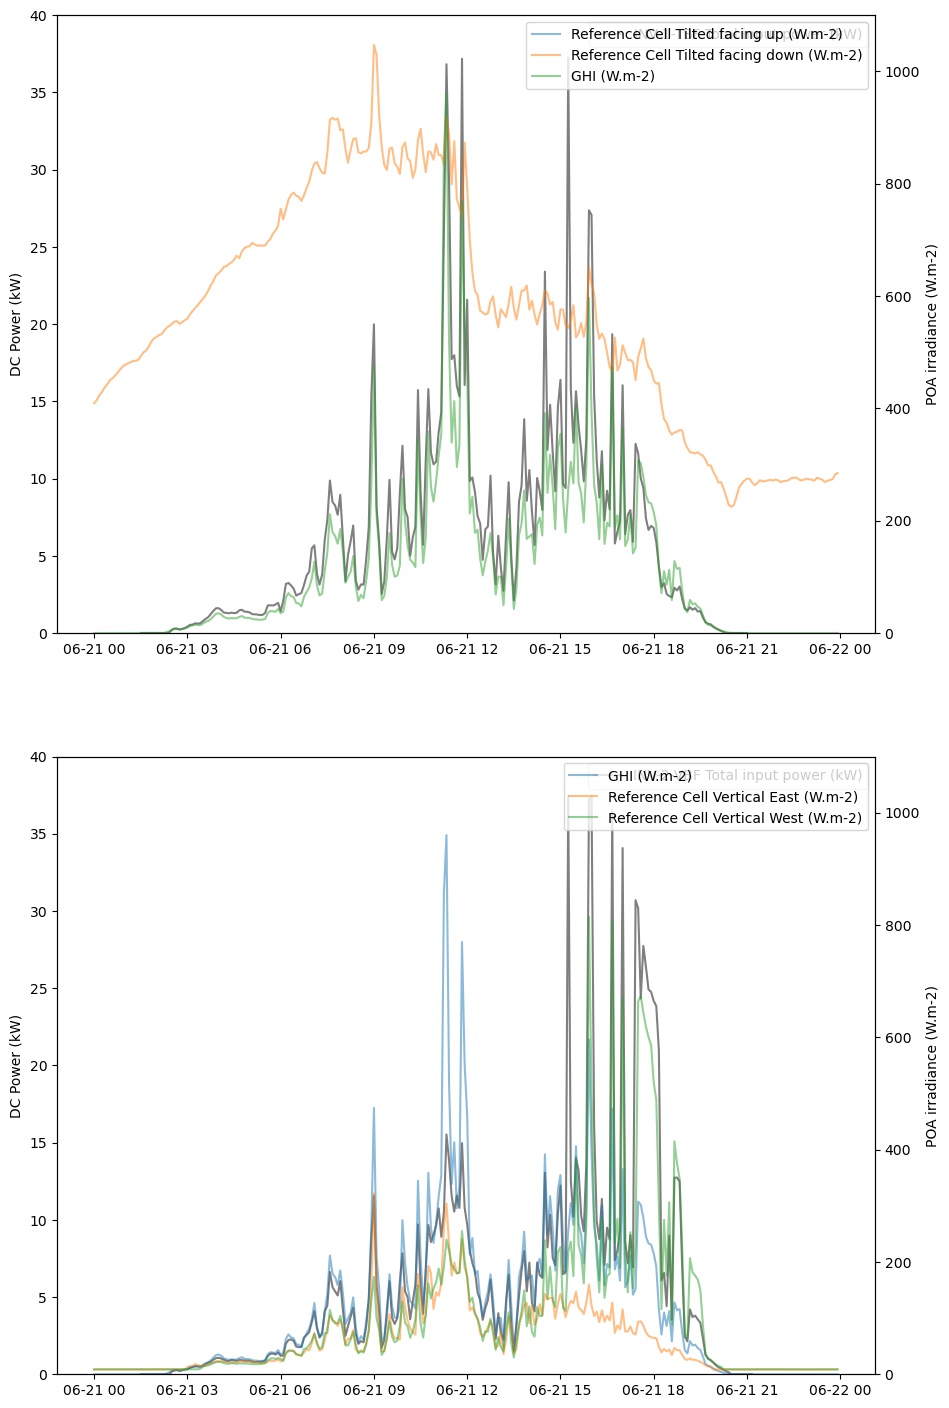 40
35
30
25
20
15
10
5
0
DC Power (kW)
Reference Cell Tilted facing up (W.m-2)
Reference Cell Tilted facing down (W.m-2)
GHI (W.m-2)
1000
800
600
400
200
0
POA irradiance (W.m-2)
06-21 00 06-21 03 06-21 06 06-21 09 06-21 12 06-21 15 06-21 18 06-21 21 06-22 00
40
35
30
25
20
15
10
5
0
DC Power (kW)
GHI (W.m-2) Total input power (kW)
Reference Cell Vertical East (W.m-2)
Reference Cell Vertical West (W.m-2)
1000
800
600
400
200
0
POA irradiance (W.m-2)
06-21 00 06-21 03 06-21 06 06-21 09 06-21 12 06-21 15 06-21 18 06-21 21 06-22 00